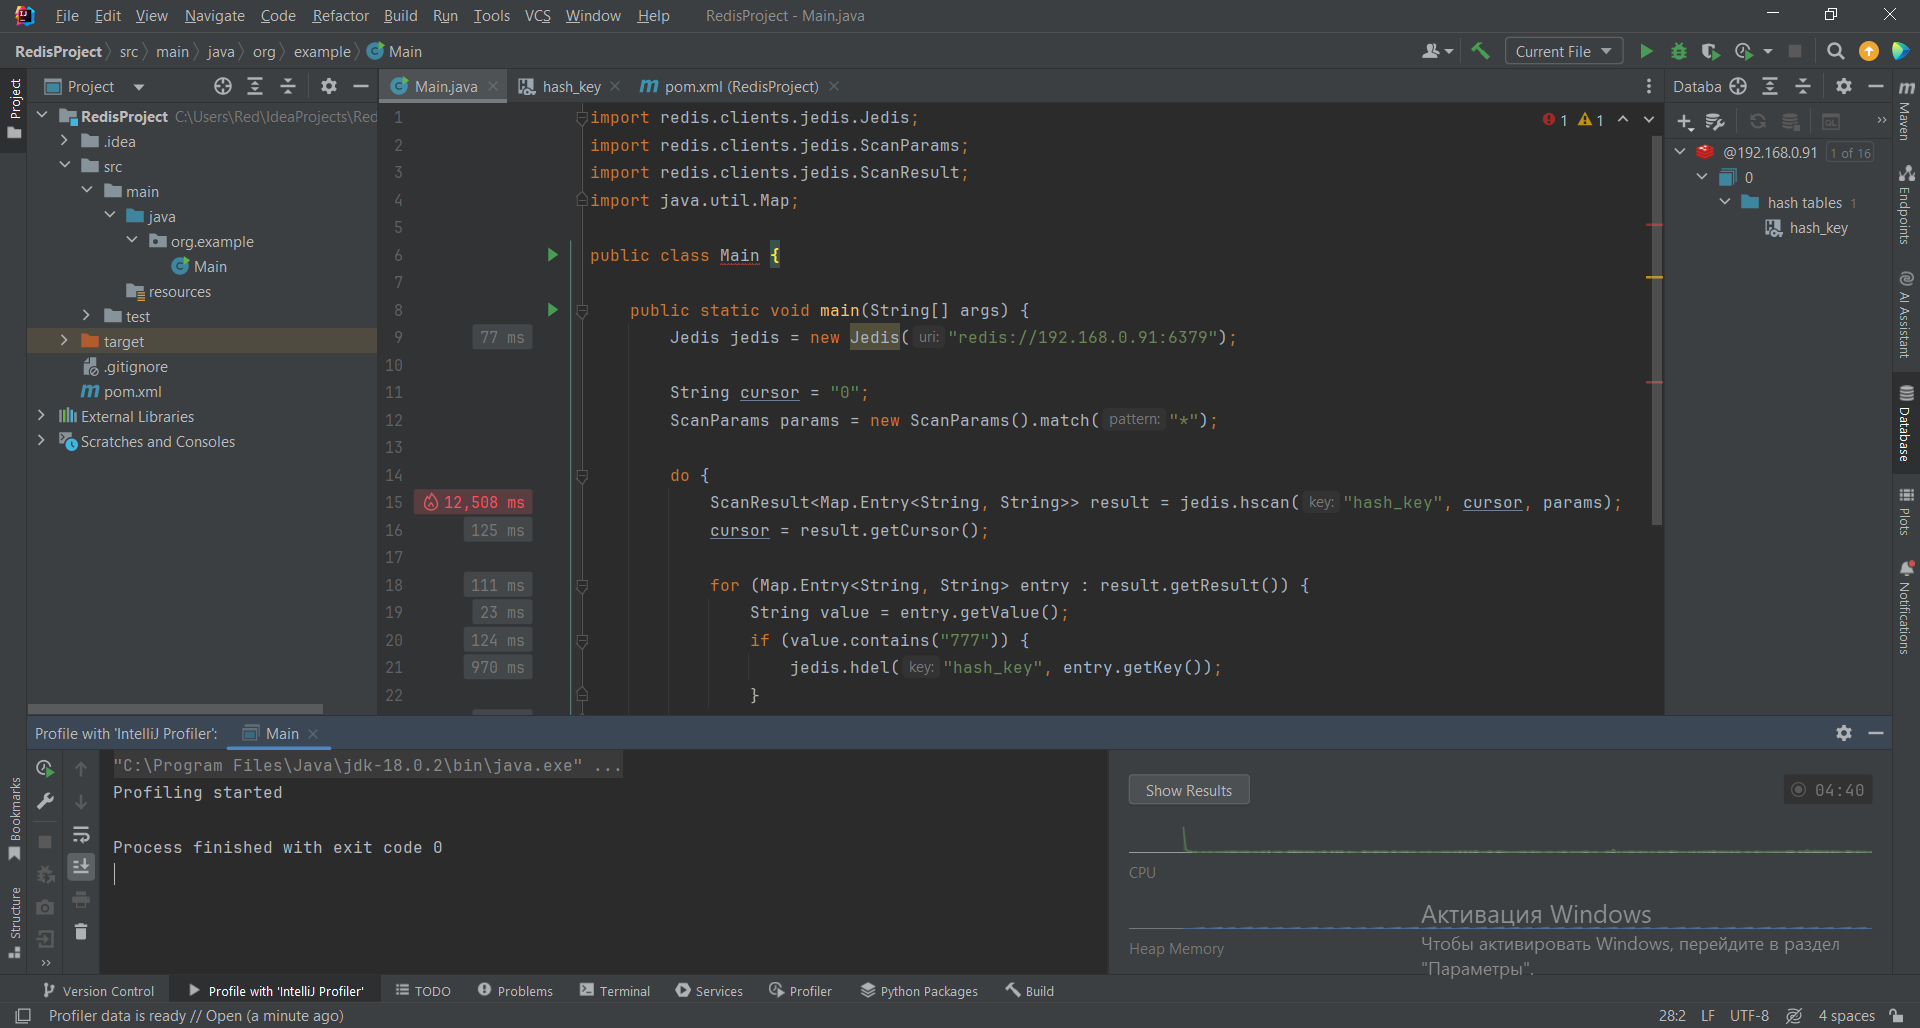 File Edit View Navigate Code Refactor Build Run Tools VCS Window Help RedisProject - Main.java
RedisProject src main java org example Main
Current File
Project
Project
RedisProject C:\Users\Red\IdeaProjects\Red
.idea
src
main
java
org.example
Main
resources
test
target
.gitignore
pom.xml
External Libraries
Scratches and Consoles
Main.java hash_key pom.xml (RedisProject)
1 import redis.clients.jedis.Jedis;
2 import redis.clients.jedis.ScanParams;
3 import redis.clients.jedis.ScanResult;
4 import java.util.Map;
5
6 public class Main {
7
8 public static void main(String[] args) {
9 77 ms Jedis jedis = new Jedis( uri: "redis://192.168.0.91:6379");
10
11 String cursor = "0";
12 ScanParams params = new ScanParams().match( pattern: "*");
13
14 do {
15 12,508 ms ScanResult<Map.Entry<String, String>> result = jedis.hscan( key: "hash_key", cursor, params);
16 125 ms cursor = result.getCursor();
17
18 111 ms for (Map.Entry<String, String> entry : result.getResult()) {
19 23 ms String value = entry.getValue();
20 124 ms if (value.contains("777")) {
21 970 ms jedis.hdel( key: "hash_key", entry.getKey());
22 }
1 1
Databa
QL
@192.168.0.91 1 of 16
0
hash tables 1
hash_key
Maven
Endpoints
AI Assistant
Database
Plots
Notifications
Profile with 'IntelliJ Profiler': Main
"C:\Program Files\Java\jdk-18.0.2\bin\java.exe" ...
Profiling started
Process finished with exit code 0
Show Results 04:40
CPU
Heap Memory
Активация Windows
Чтобы активировать Windows, перейдите в раздел
"Параметры".
Bookmarks
Structure
Version Control Profile with 'IntelliJ Profiler' TODO Problems Terminal Services Profiler Python Packages Build
Profiler data is ready // Open (a minute ago) 28:2 LF UTF-8 4 spaces